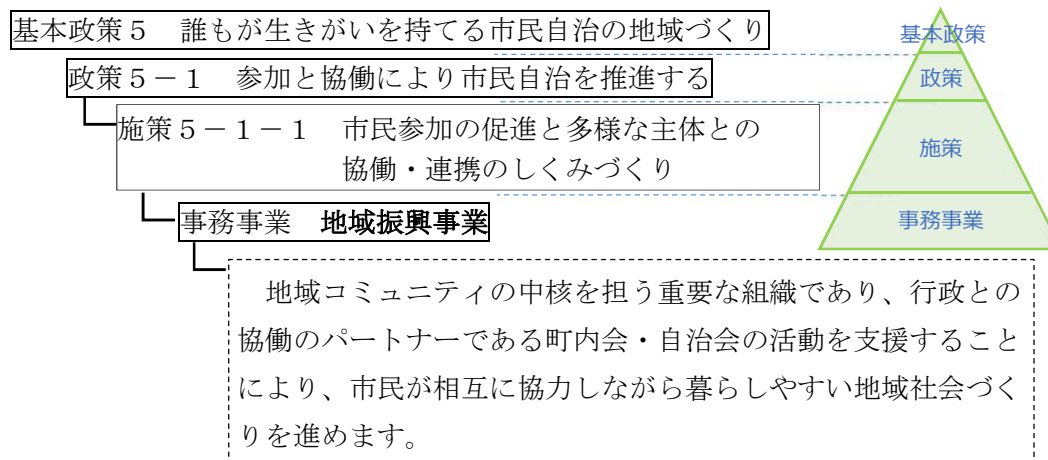 基本政策５　誰もが生きがいを持てる市民自治の地域づくり
政策５－１　参加と協働により市民自治を推進する
施策５－１－１　市民参加の促進と多様な主体との
協働・連携のしくみづくり
事務事業　地域振興事業
地域コミュニティの中核を担う重要な組織であり、行政との
協働のパートナーである町内会・自治会の活動を支援すること
により、市民が相互に協力しながら暮らしやすい地域社会づく
りを進めます。
基本政策
政策
施策
事務事業